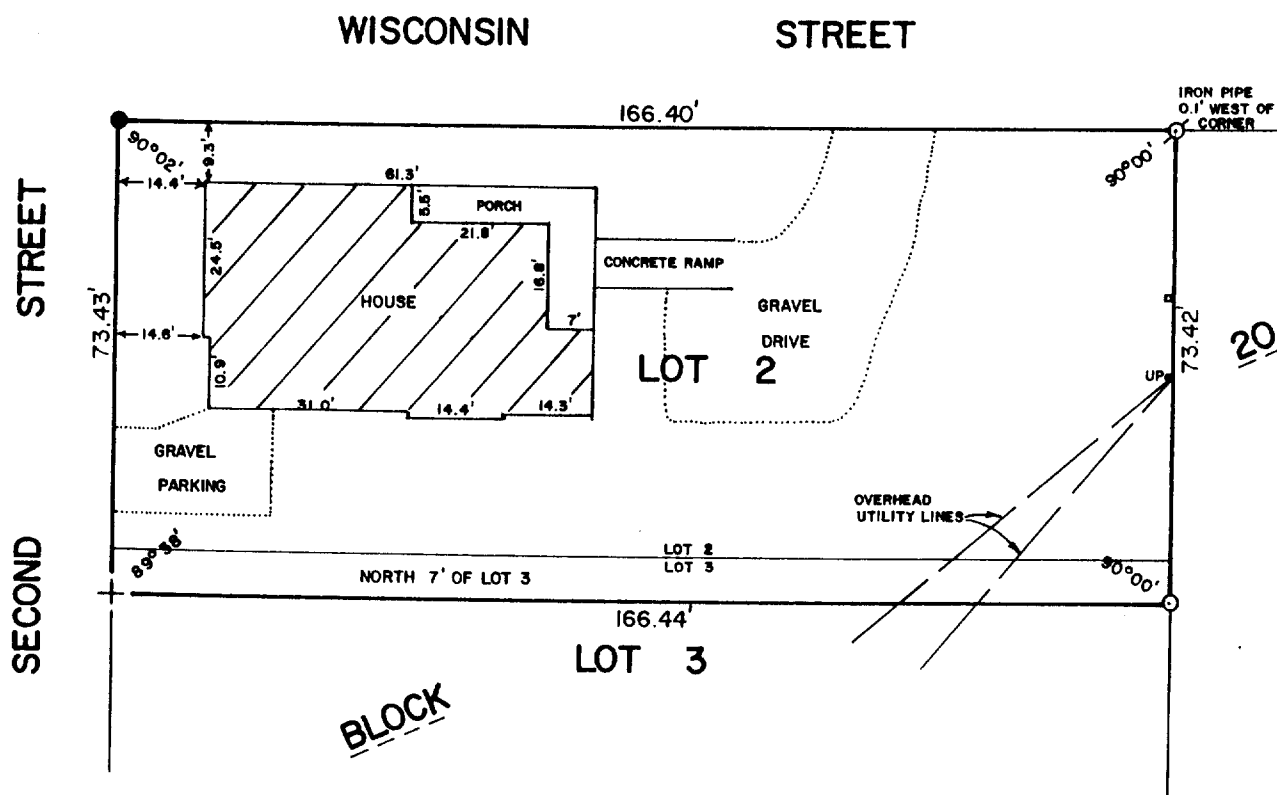 WISCONSIN STREET
IRON PIPE
0.1' WEST OF
CORNER
166.40'
90°02'
9.3'
90°00'
14.4'
61.3'
5.5'
PORCH
21.8'
STREET
24.5'
16.8'
CONCRETE RAMP
HOUSE
GRAVEL
DRIVE
7'
73.43'
14.6'
73.42'
20
10.9'
LOT 2
UP
31.0'
14.4'
14.3'
GRAVEL
PARKING
OVERHEAD
UTILITY LINES
SECOND
89°58'
LOT 2
LOT 3
NORTH 7' OF LOT 3
90°00'
166.44'
LOT 3
BLOCK